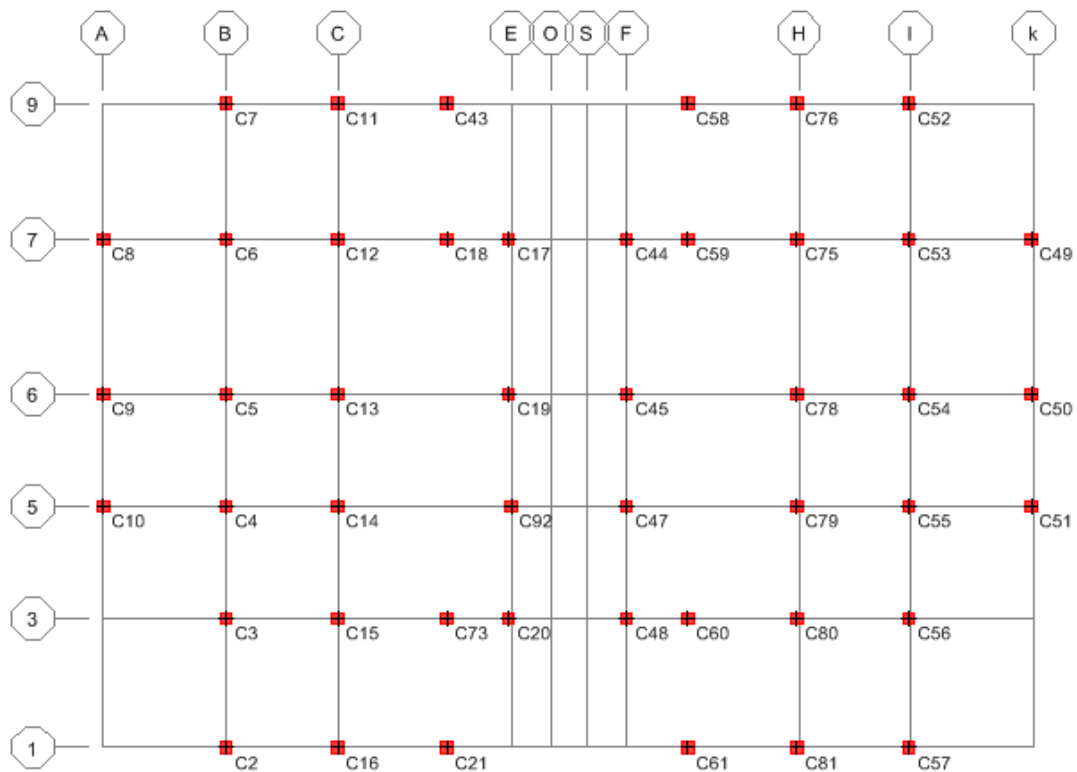 A B C E O S F H I k
9
C7 C11 C43 C58 C76 C52
7
C8 C6 C12 C18 C17 C44 C59 C75 C53 C49
6
C9 C5 C13 C19 C45 C78 C54 C50
5
C10 C4 C14 C92 C47 C79 C55 C51
3
C3 C15 C73 C20 C48 C60 C80 C56
1
C2 C16 C21 C61 C81 C57